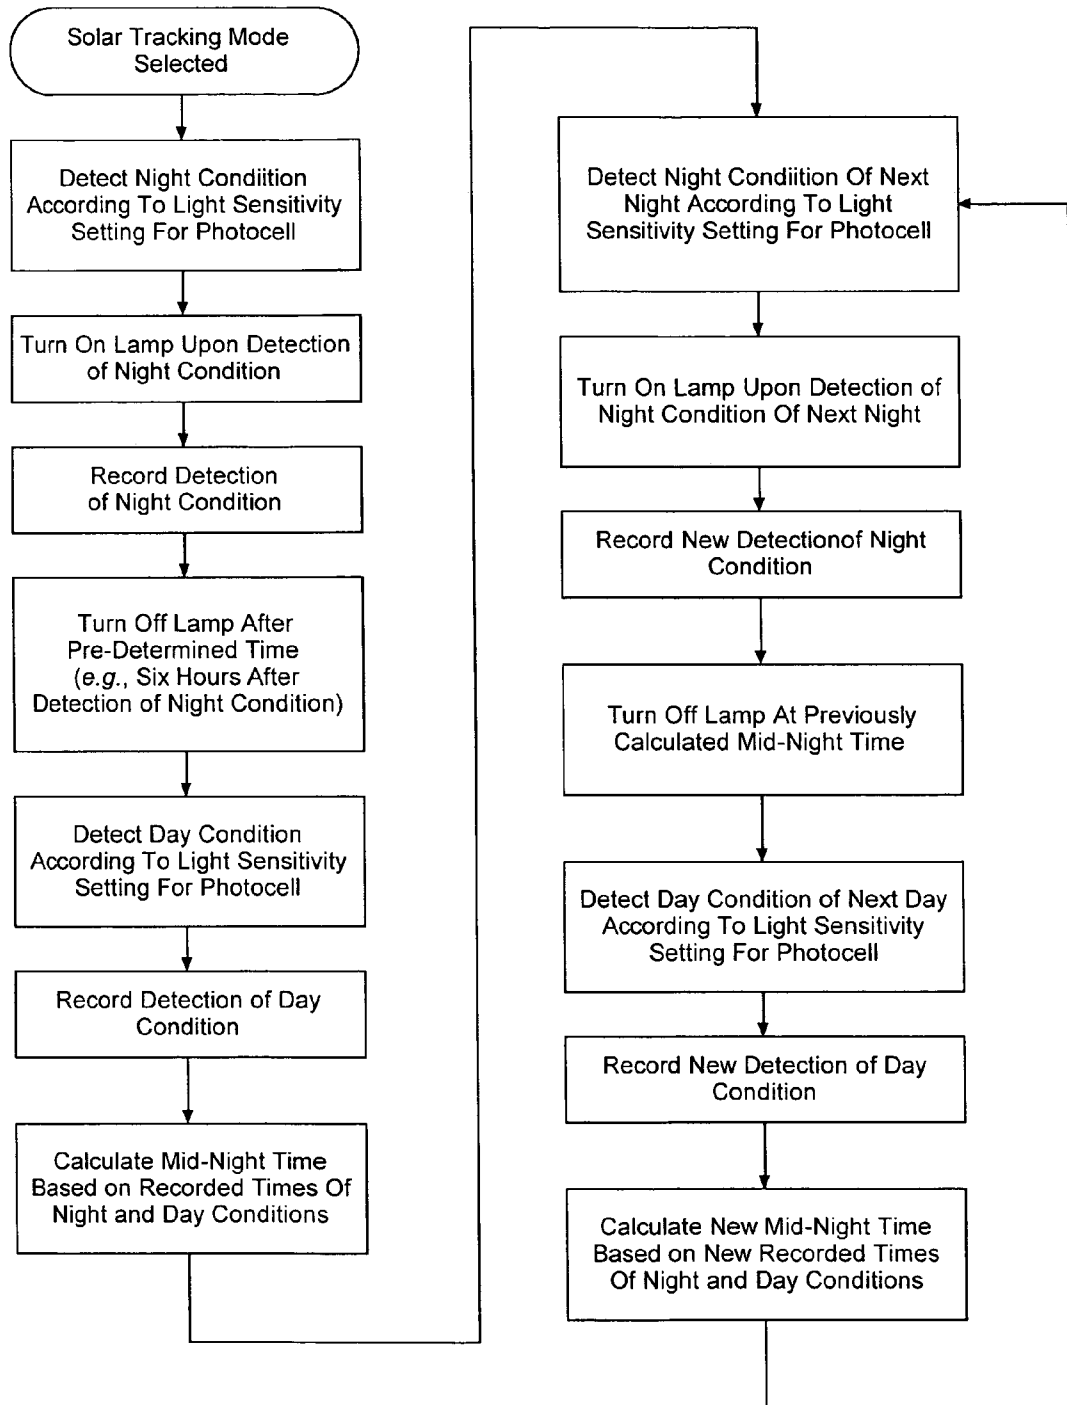 Solar Tracking Mode
Selected
Detect Night Condiition
According To Light Sensitivity
Setting For Photocell
Turn On Lamp Upon Detection
of Night Condition
Record Detection
of Night Condition
Turn Off Lamp After
Pre-Determined Time
(e.g., Six Hours After
Detection of Night Condition)
Detect Day Condition
According To Light Sensitivity
Setting For Photocell
Record Detection of Day
Condition
Calculate Mid-Night Time
Based on Recorded Times Of
Night and Day Conditions
Detect Night Condiition Of Next
Night According To Light
Sensitivity Setting For Photocell
Turn On Lamp Upon Detection of
Night Condition Of Next Night
Record New Detectionof Night
Condition
Turn Off Lamp At Previously
Calculated Mid-Night Time
Detect Day Condition of Next Day
According To Light Sensitivity
Setting For Photocell
Record New Detection of Day
Condition
Calculate New Mid-Night Time
Based on New Recorded Times
Of Night and Day Conditions